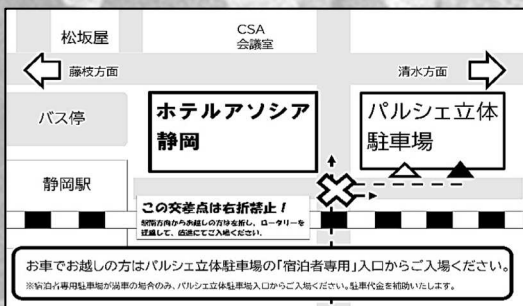 松坂屋
CSA
会議室
藤枝方面
清水方面
バス停
ホテルアソシア
静岡
パルシェ立体
駐車場
静岡駅
この交差点は右折禁止！
お車でお越しの方はパルシェ立体駐車場の「宿泊者専用」入口からご入場ください。
※宿泊者専用駐車場が満車の場合のみ、パルシェ立体駐車場入口からご入場ください。駐車代金を補助いたします。